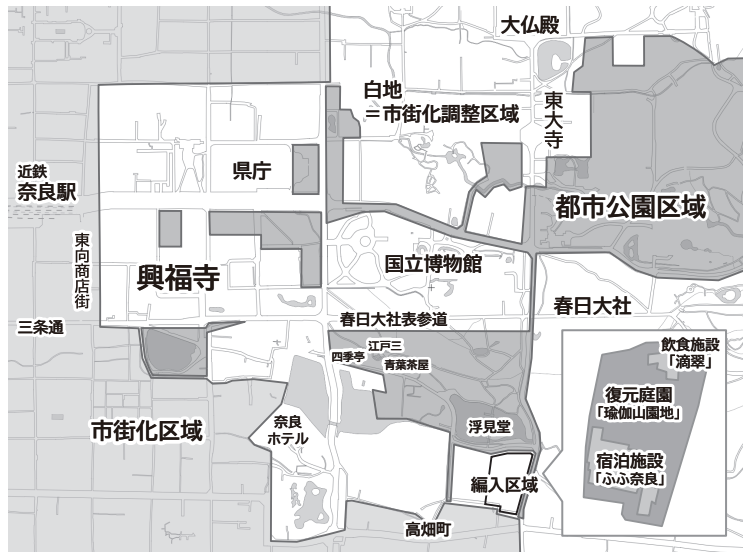 大仏殿
白地
＝市街化調整区域
東大寺
近鉄
奈良駅
県庁
都市公園区域
東向商店街
興福寺
国立博物館
春日大社
三条通
春日大社表参道
江戸三
四季亭
青葉茶屋
飲食施設
「滴翠」
復元庭園
「瑜伽山園地」
宿泊施設
「ふふ奈良」
市街化区域
奈良
ホテル
浮見堂
編入区域
高畑町